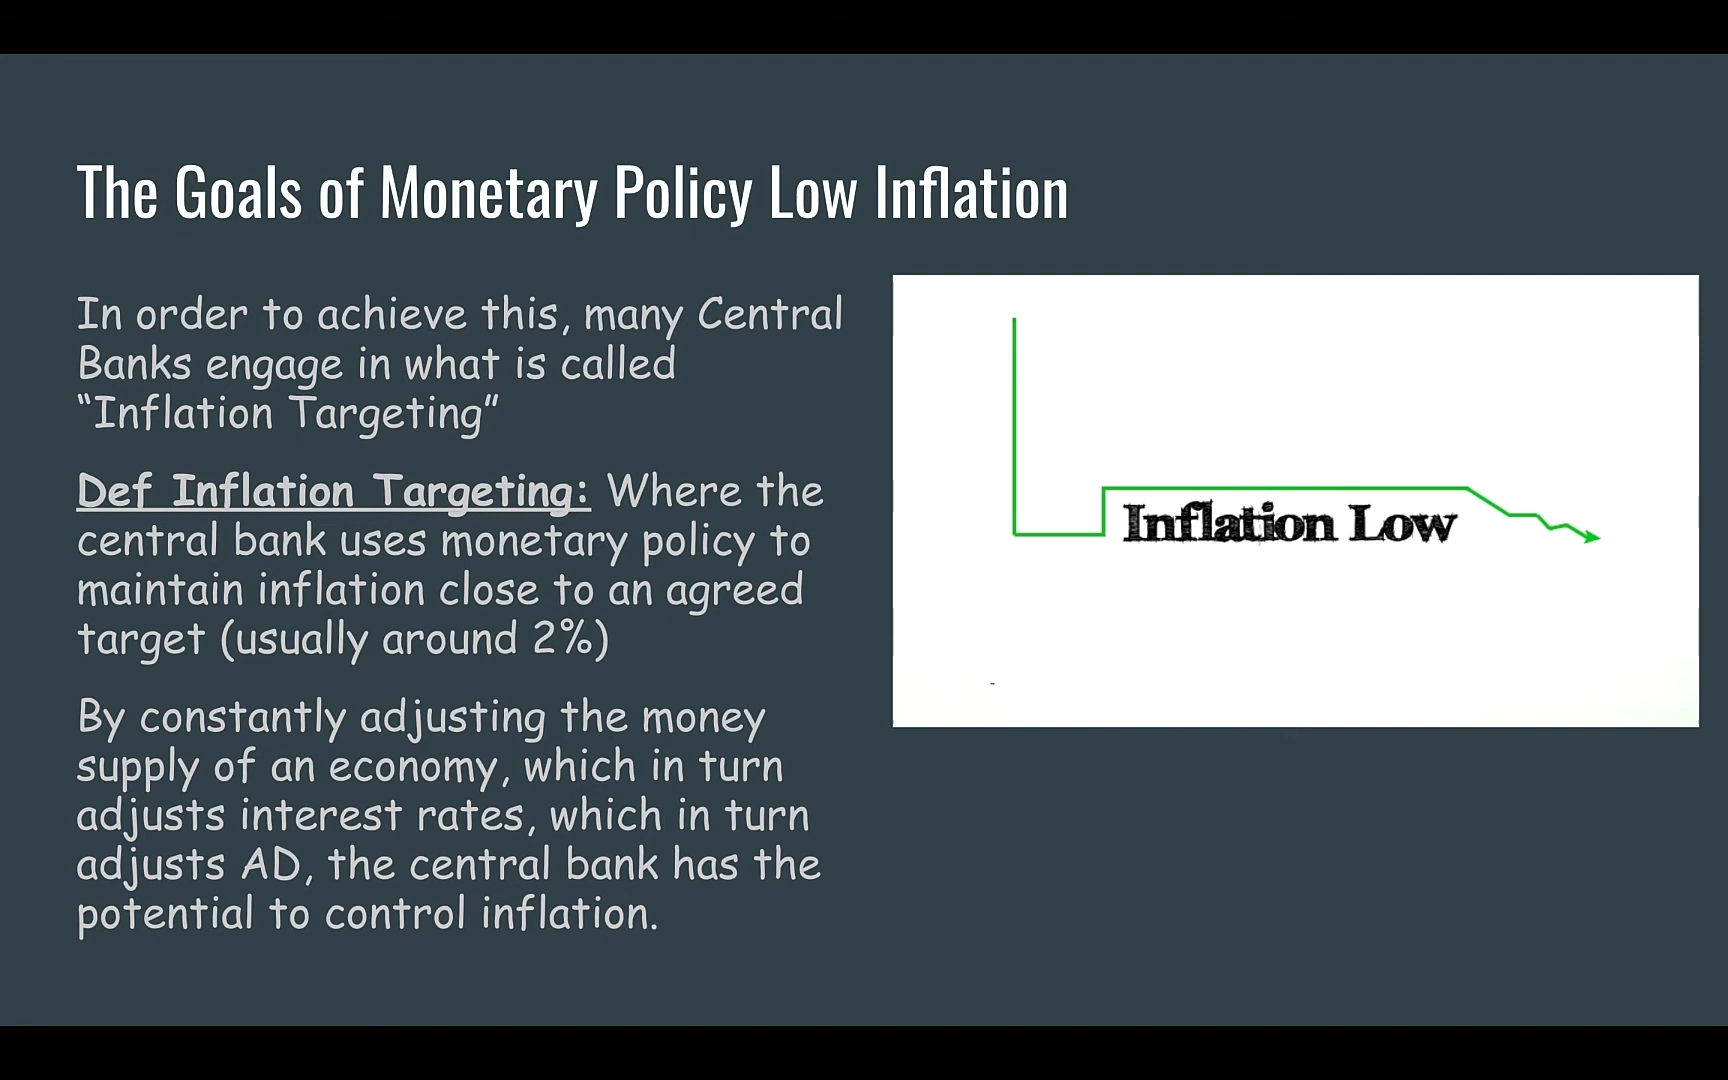 The Goals of Monetary Policy Low Inflation
In order to achieve this, many Central
Banks engage in what is called
“Inflation Targeting”
Def Inflation Targeting: Where the
central bank uses monetary policy to
maintain inflation close to an agreed
target (usually around 2%)
By constantly adjusting the money
supply of an economy, which in turn
adjusts interest rates, which in turn
adjusts AD, the central bank has the
potential to control inflation.
Inflation Low